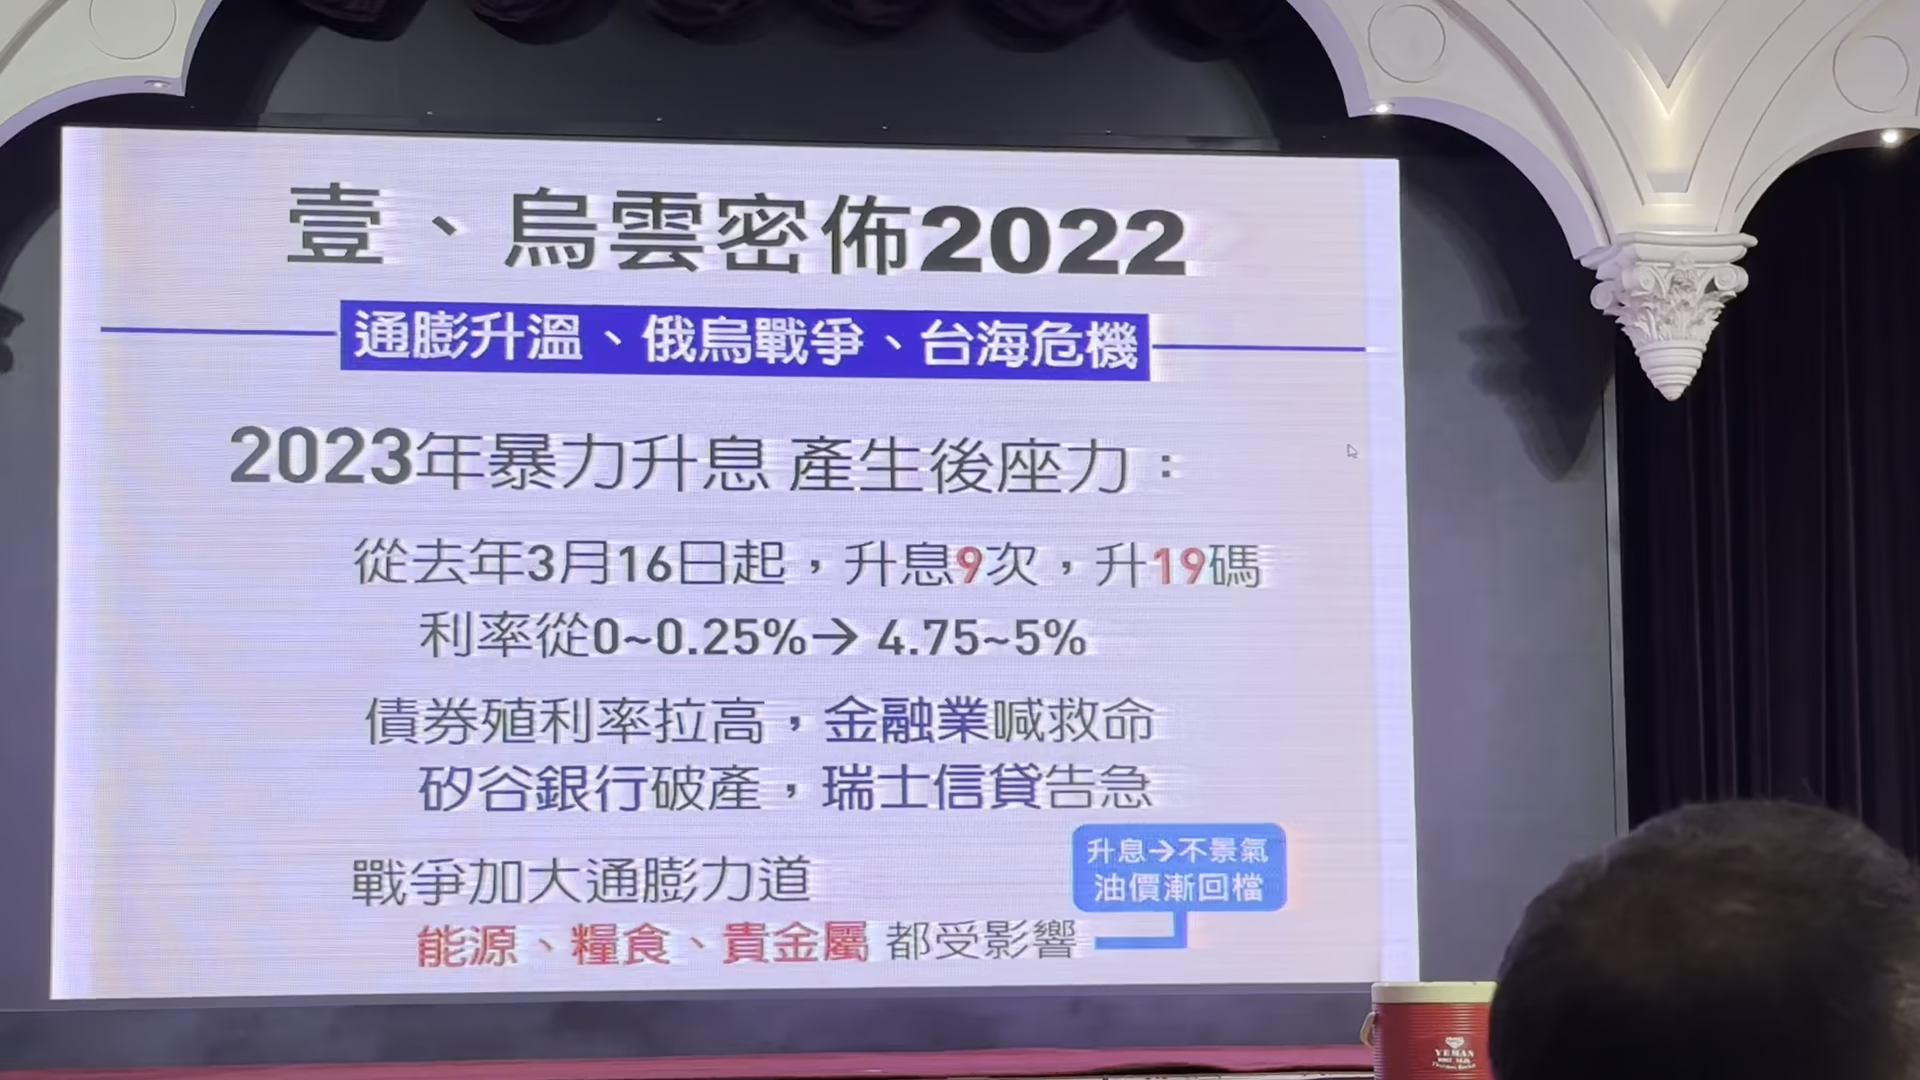 壹、烏雲密佈2022
通膨升溫、俄烏戰爭、台海危機
2023年暴力升息 產生後座力：
從去年3月16日起，升息9次，升19碼
利率從0~0.25%→ 4.75~5%
債券殖利率拉高，金融業喊救命
矽谷銀行破產，瑞士信貸告急
戰爭加大通膨力道
能源、糧食、貴金屬 都受影響
升息→不景氣
油價漸回檔
YEMAN